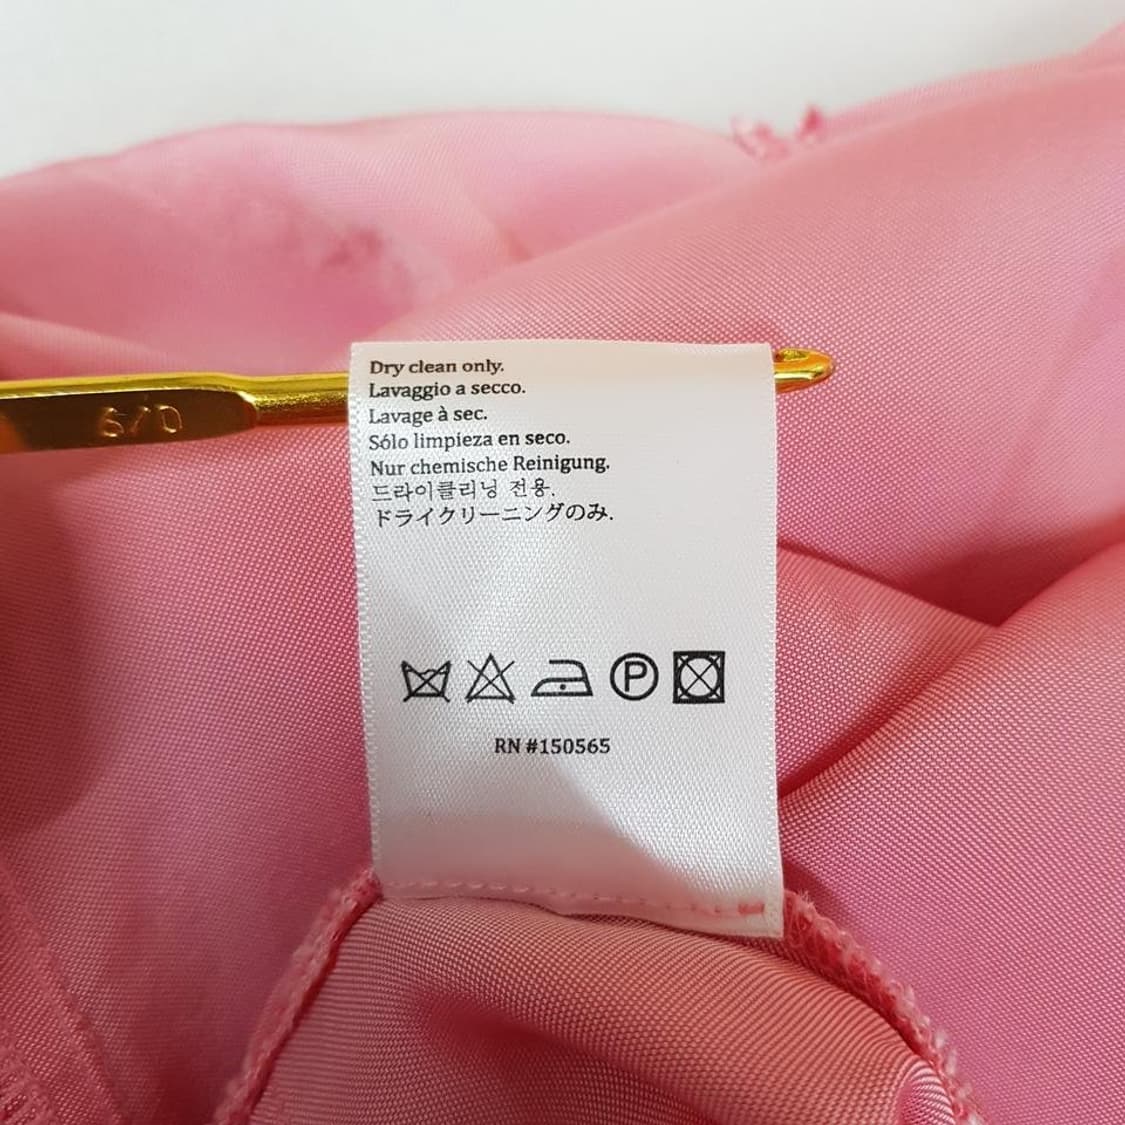 Dry clean only.
Lavaggio a secco.
Lavage à sec.
Sólo limpieza en seco.
Nur chemische Reinigung.
드라이클리닝 전용.
ドライクリーニングのみ.
P
RN #150565
6/0